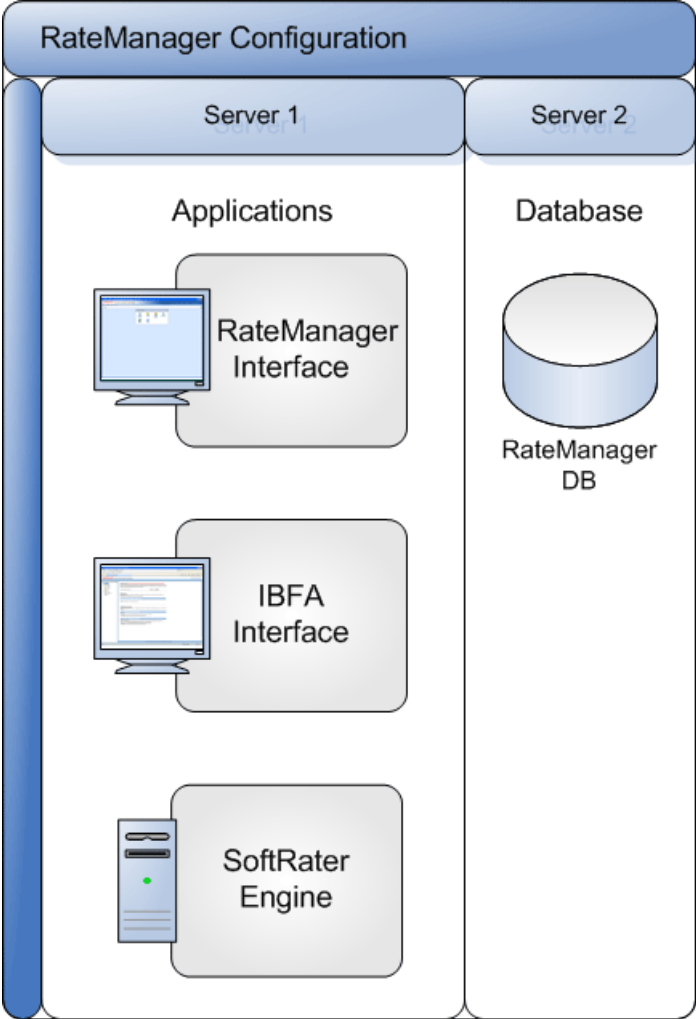 RateManager Configuration
Server 1
Server 2
Applications
Database
RateManager
Interface
RateManager
DB
IBFA
Interface
SoftRater
Engine